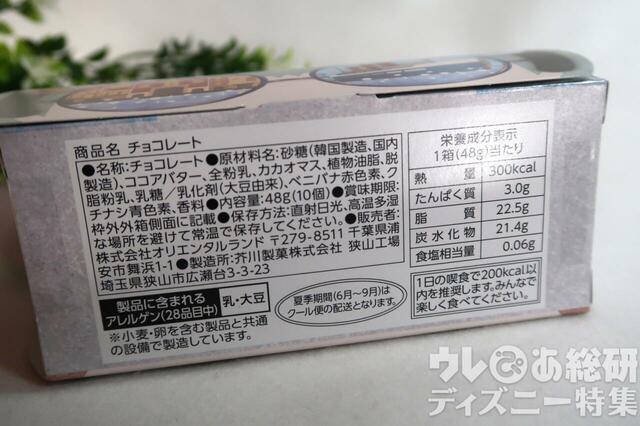 商品名 チョコレート
●名称:チョコレート●原材料名:砂糖(韓国製造、国内
製造)、ココアバター、全粉乳、カカオマス、植物油脂、脱
脂粉乳、乳糖/乳化剤(大豆由来)、ベニバナ赤色素、ク
チナシ青色素、香料●内容量:48g(10個)●賞味期限:
枠外外箱側面に記載●保存方法:直射日光、高温多湿
な場所を避けて常温で保存してください。●販売者:
株式会社オリエンタルランド 〒279-8511 千葉県浦
安市舞浜1-1●製造所:芥川製菓株式会社 狭山工場
埼玉県狭山市広瀬台3-3-23
製品に含まれる
アレルゲン(28品目中)
乳・大豆
※小麦・卵を含む製品と共通
の設備で製造しています。
夏季期間(6月〜9月)は
クール便の配送となります。
栄養成分表示
1箱(48g)当たり
熱量 300kcal
たんぱく質 3.0g
脂質 22.5g
炭水化物 21.4g
食塩相当量 0.06g
1日の喫食で200kcal以
内を推奨します。みんなで
楽しく食べてください。
ウレぴあ総研
ディズニー特集